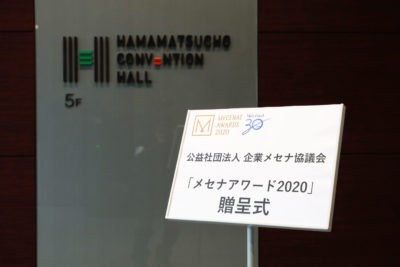 HAMAMATSUCHO
CONVENTION
HALL
5F
MÉCÉNAT
AWARDS
2020
30
公益社団法人 企業メセナ協議会
「メセナアワード2020」
贈呈式